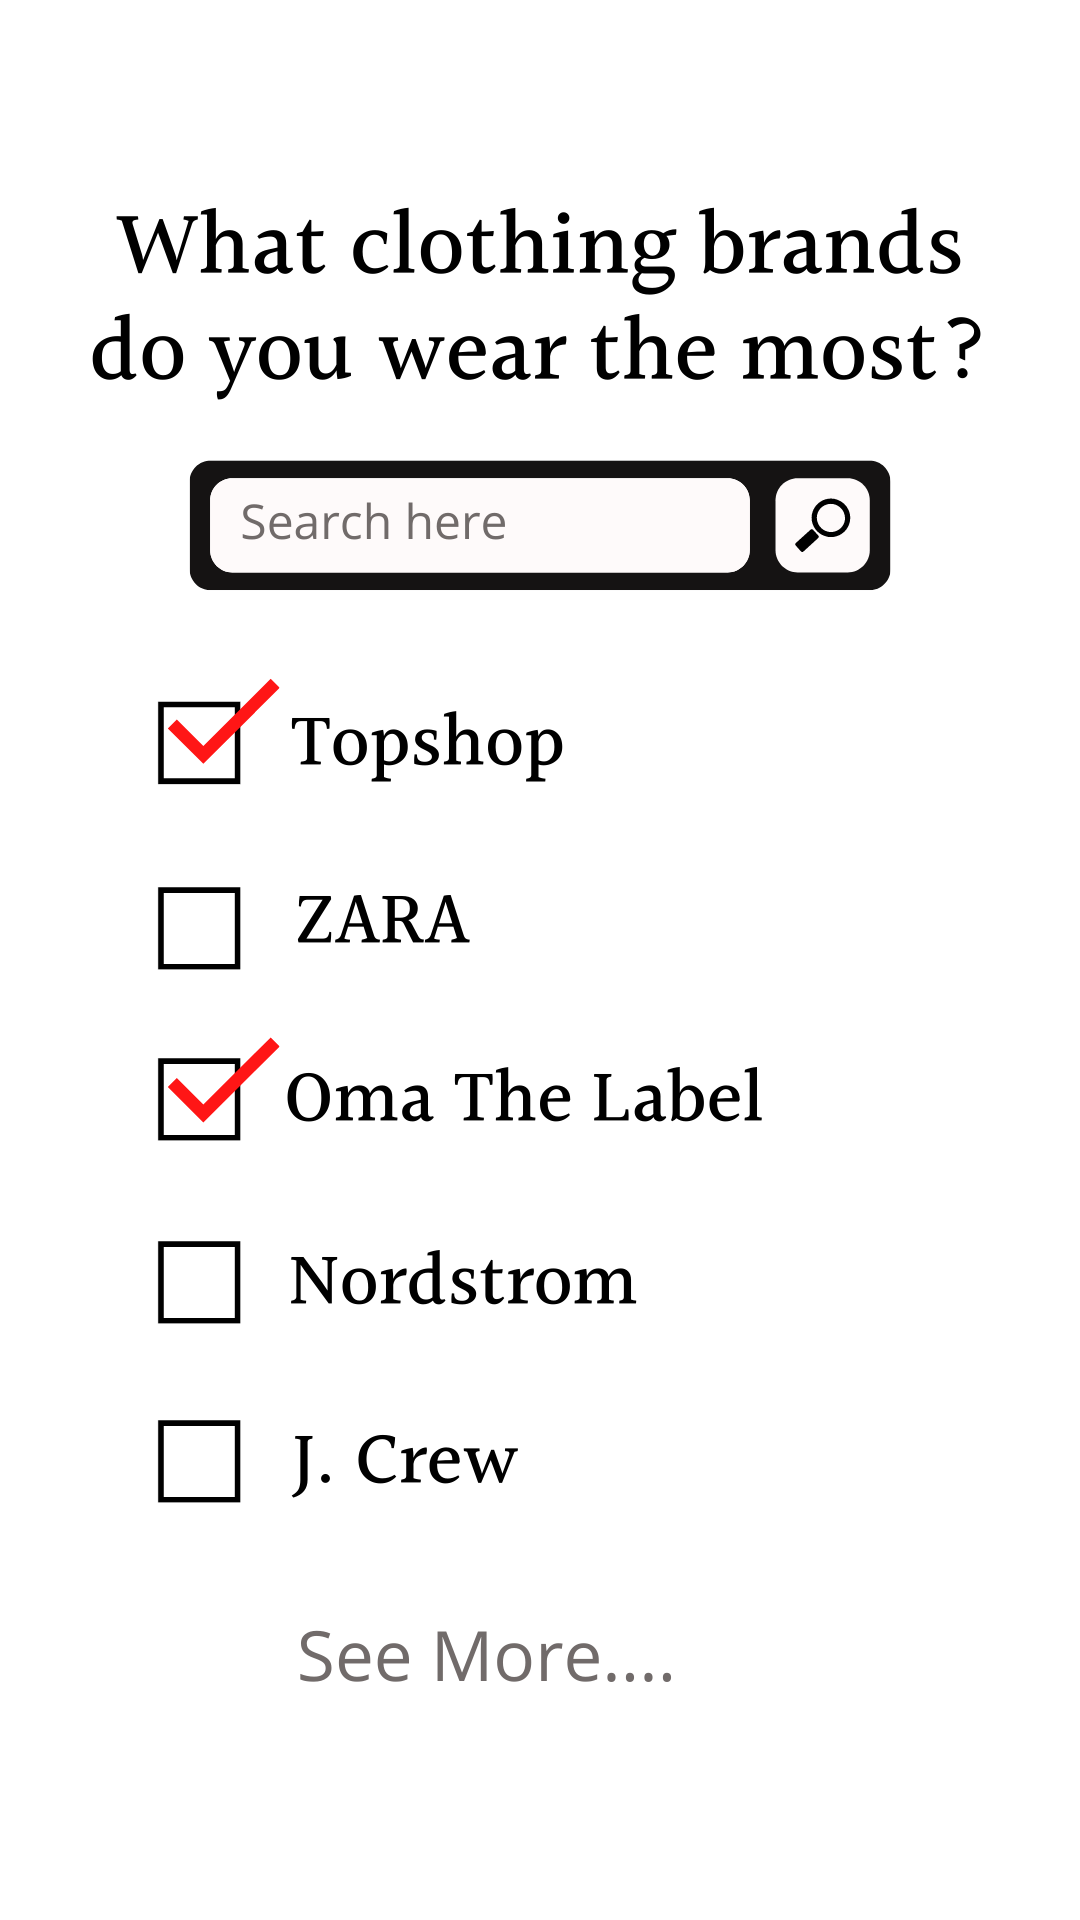 What clothing brands
do you wear the most?
Search here
Topshop
ZARA
Oma The Label
Nordstrom
J. Crew
See More....